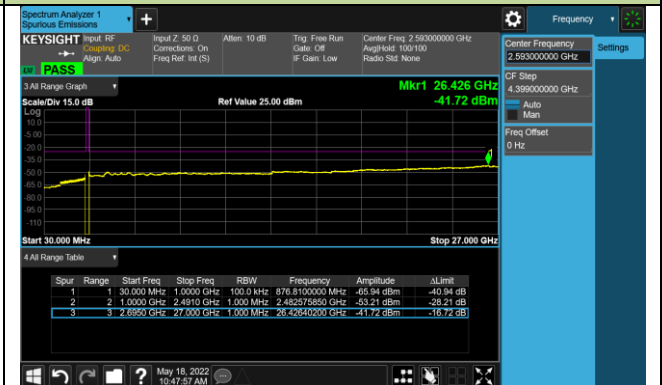 Spectrum Analyzer 1
Spurious Emissions
Frequency
KEYSIGHT
Input: RF
Coupling: DC
Align: Auto
Input Z: 50 Ω
Corrections: On
Freq Ref: Int (S)
Atten: 10 dB
Trig: Free Run
Gate: Off
IF Gain: Low
Center Freq: 2.593000000 GHz
Avg|Hold: 100/100
Radio Std: None
PASS
Center Frequency
2.593000000 GHz
Settings
CF Step
4.399000000 GHz
Auto
Man
Freq Offset
0 Hz
3 All Range Graph
Mkr1 26.426 GHz
Scale/Div 15.0 dB
Ref Value 25.00 dBm
-41.72 dBm
Log
10.0
-5.00
-20.0
-35.0
-50.0
-65.0
-80.0
-95.0
-110
Start 30.000 MHz
Stop 27.000 GHz
4 All Range Table
Spur Range Start Freq Stop Freq RBW Frequency Amplitude ΔLimit
1 1 30.000 MHz 1.0000 GHz 100.0 kHz 876.8100000 MHz -65.94 dBm -40.94 dB
2 2 1.0000 GHz 2.4910 GHz 1.000 MHz 2.482575850 GHz -53.21 dBm -28.21 dB
3 3 2.6950 GHz 27.000 GHz 1.000 MHz 26.42640200 GHz -41.72 dBm -16.72 dB
?
May 18, 2022
10:47:57 AM